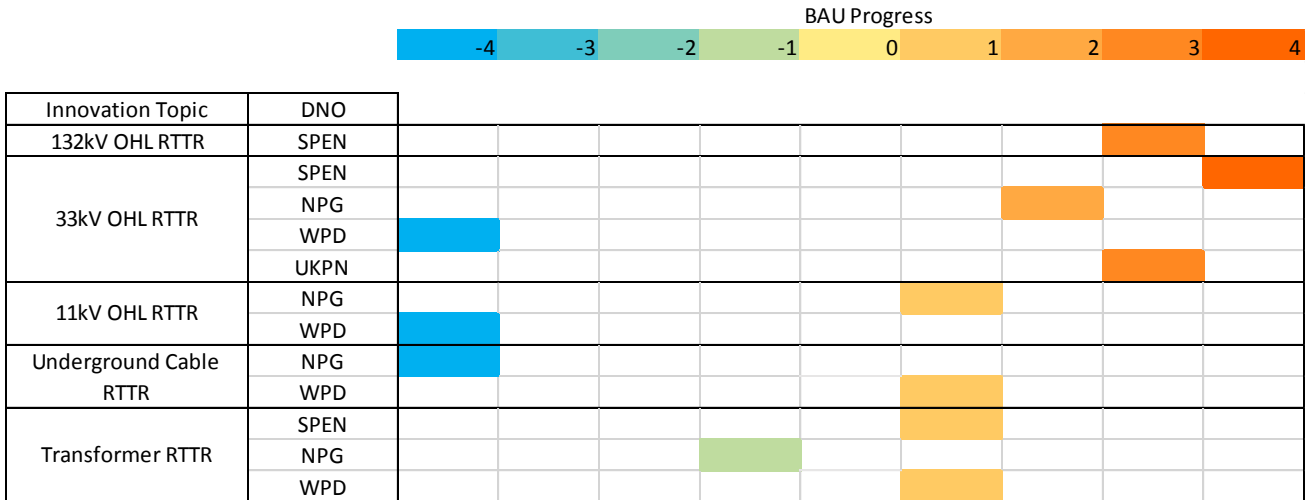 BAU Progress
-4 -3 -2 -1 0 1 2 3 4
Innovation Topic DNO
132kV OHL RTTR SPEN
33kV OHL RTTR
SPEN
NPG
WPD
UKPN
11kV OHL RTTR
NPG
WPD
Underground Cable
RTTR
NPG
WPD
Transformer RTTR
SPEN
NPG
WPD